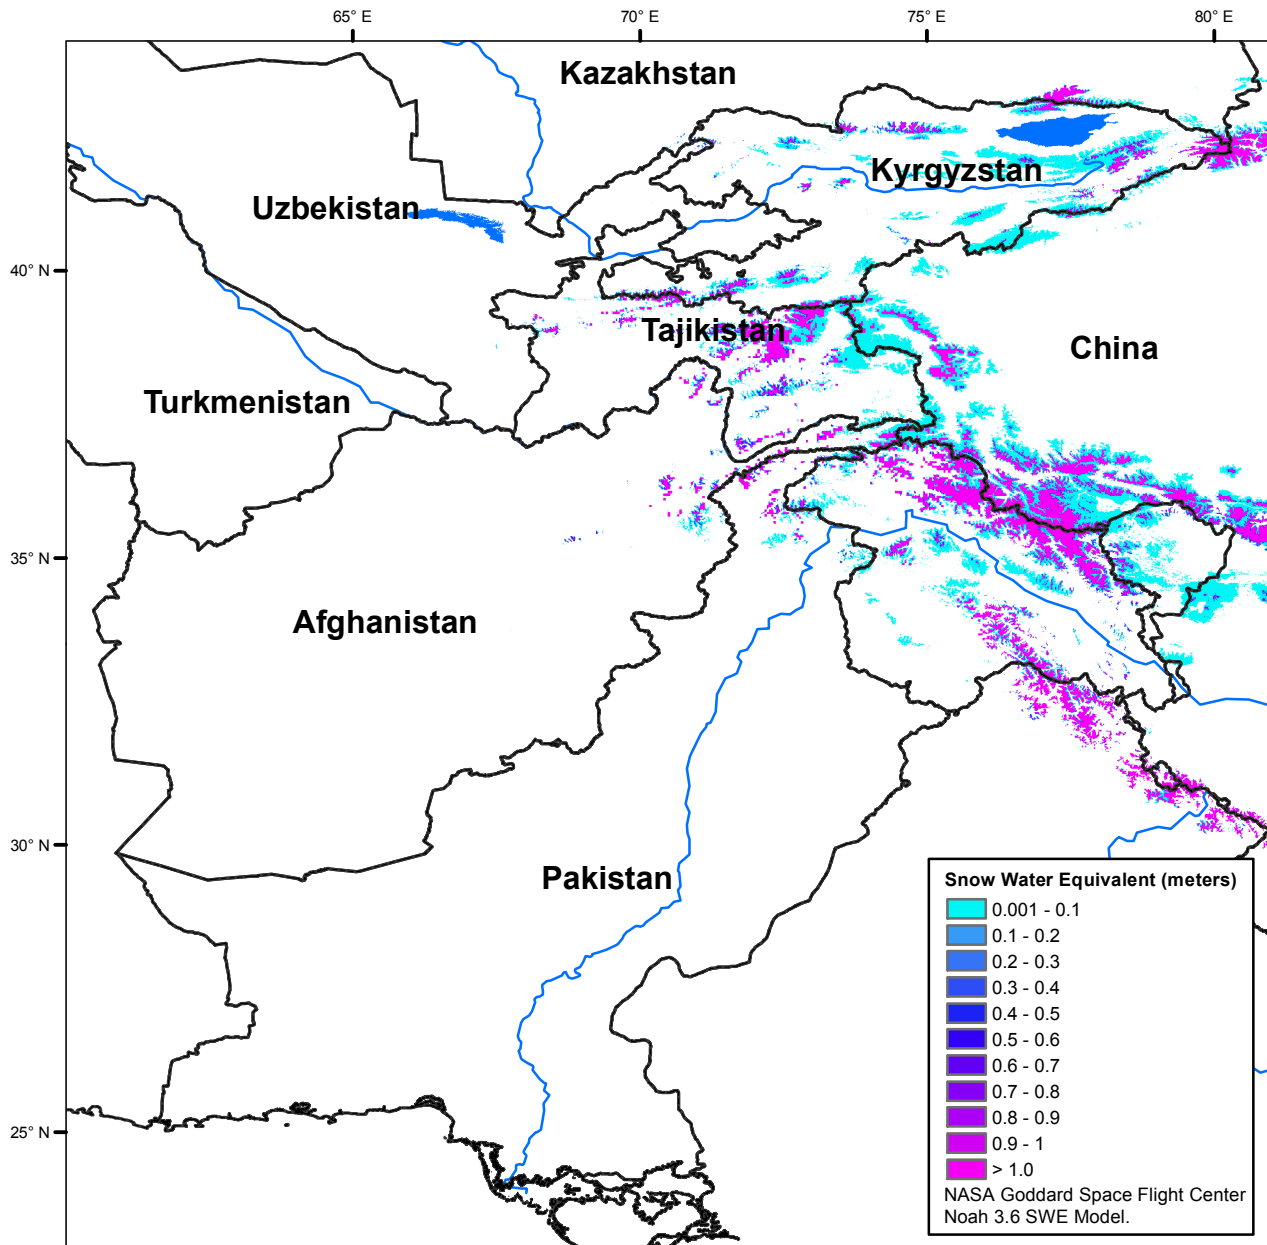 65° E
70° E
75° E
80° E
Kazakhstan
Kyrgyzstan
Uzbekistan
40° N
Tajikistan
China
Turkmenistan
35° N
Afghanistan
30° N
Pakistan
25° N
Snow Water Equivalent (meters)
0.001 - 0.1
0.1 - 0.2
0.2 - 0.3
0.3 - 0.4
0.4 - 0.5
0.5 - 0.6
0.6 - 0.7
0.7 - 0.8
0.8 - 0.9
0.9 - 1
> 1.0
NASA Goddard Space Flight Center
Noah 3.6 SWE Model.